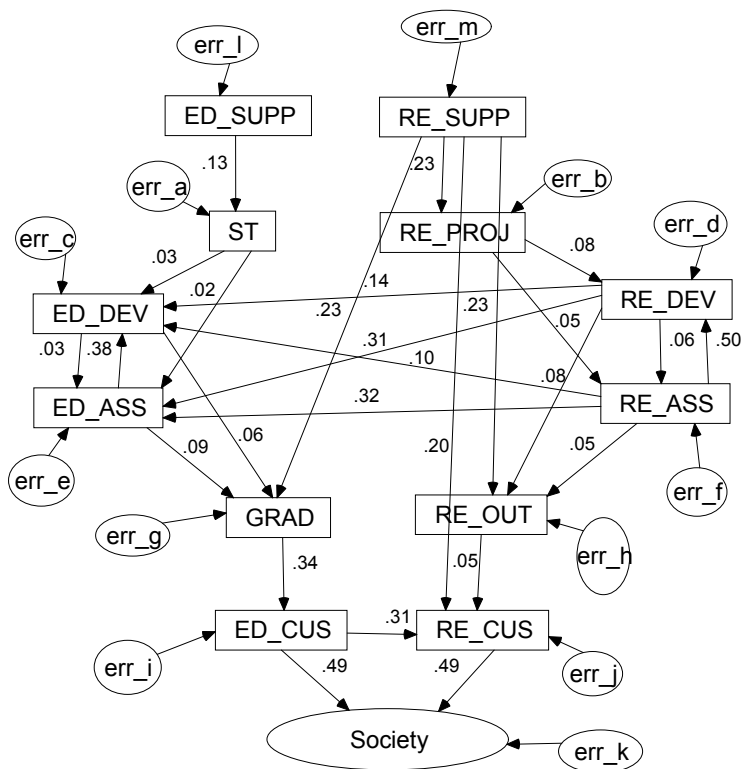 err_l
err_m
ED_SUPP
RE_SUPP
.13
.23
err_a
err_b
ST
RE_PROJ
err_c
err_d
.03
.08
.02
.14
ED_DEV
RE_DEV
.23
.23
.05
.31
.03
.38
.06
.50
.10
.08
ED_ASS
.32
RE_ASS
.09
.06
.20
.05
err_e
err_f
GRAD
RE_OUT
err_g
err_h
.34
.05
ED_CUS
.31
RE_CUS
err_i
.49
.49
err_j
Society
err_k